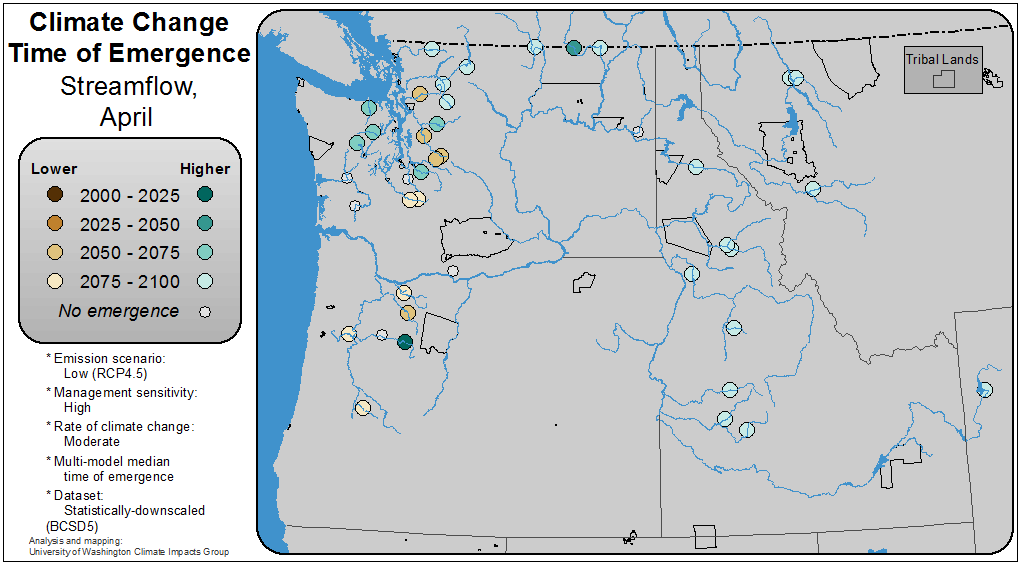 Climate Change
Time of Emergence
Streamflow,
April
Lower Higher
2000 - 2025
2025 - 2050
2050 - 2075
2075 - 2100
No emergence
* Emission scenario:
Low (RCP4.5)
* Management sensitivity:
High
* Rate of climate change:
Moderate
* Multi-model median
time of emergence
* Dataset:
Statistically-downscaled
(BCSD5)
Analysis and mapping:
University of Washington Climate Impacts Group
Tribal Lands